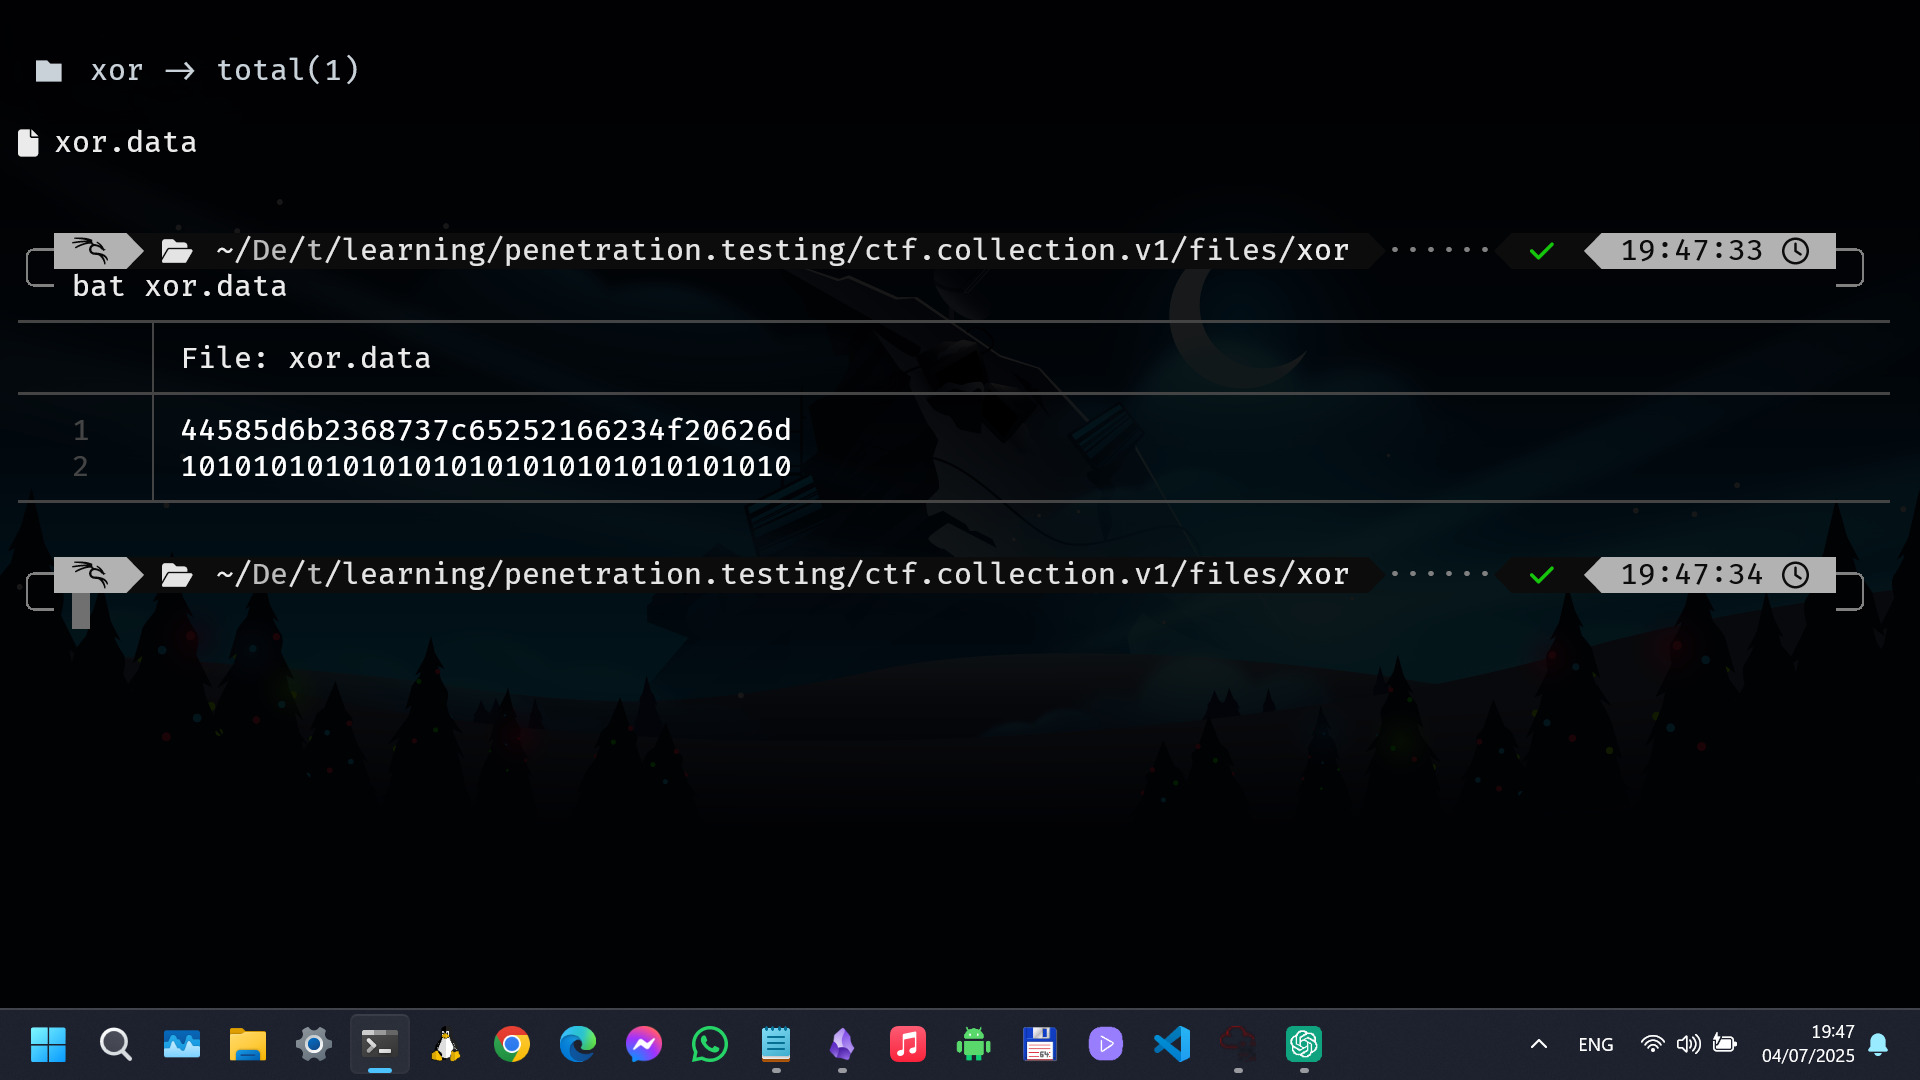 xor → total(1)
xor.data
~/De/t/learning/penetration.testing/ctf.collection.v1/files/xor ······ ✓ 19:47:33
bat xor.data
File: xor.data
1 44585d6b2368737c65252166234f20626d
2 1010101010101010101010101010101010
~/De/t/learning/penetration.testing/ctf.collection.v1/files/xor ······ ✓ 19:47:34
64
ENG
19:47
04/07/2025